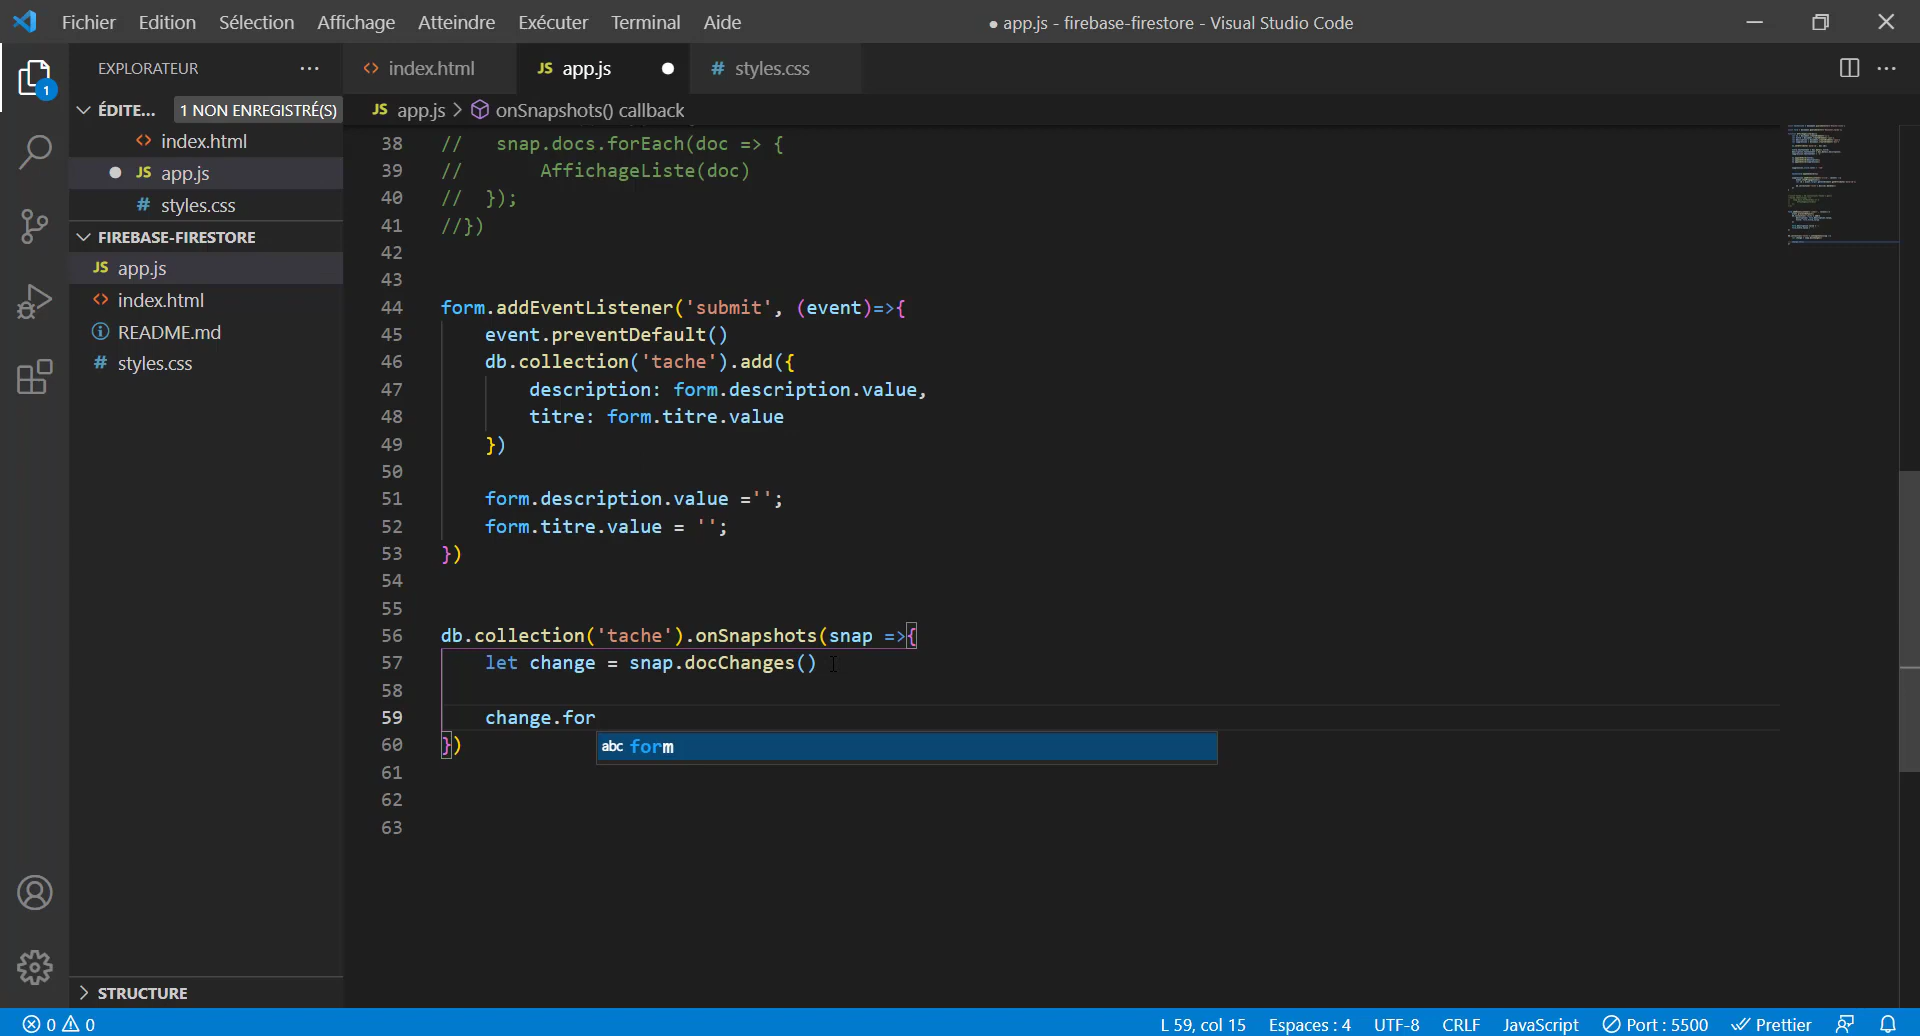 Fichier Edition Sélection Affichage Atteindre Exécuter Terminal Aide
● app.js - firebase-firestore - Visual Studio Code
EXPLORATEUR ···
index.html
JS app.js
# styles.css
1
ÉDITE... 1 NON ENREGISTRÉ(S)
index.html
JS app.js
# styles.css
FIREBASE-FIRESTORE
JS app.js
index.html
README.md
# styles.css
STRUCTURE
JS app.js > onSnapshots() callback
38 //   snap.docs.forEach(doc => {
39 //       AffichageListe(doc)
40 //  });
41 //})
42
43
44 form.addEventListener('submit', (event)=>{
45     event.preventDefault()
46     db.collection('tache').add({
47         description: form.description.value,
48         titre: form.titre.value
49     })
50
51     form.description.value ='';
52     form.titre.value = '';
53 })
54
55
56 db.collection('tache').onSnapshots(snap =>{
57     let change = snap.docChanges()
58
59     change.for
abc form
60 })
61
62
63
0 0
L 59, col 15 Espaces : 4 UTF-8 CRLF JavaScript Port : 5500 Prettier